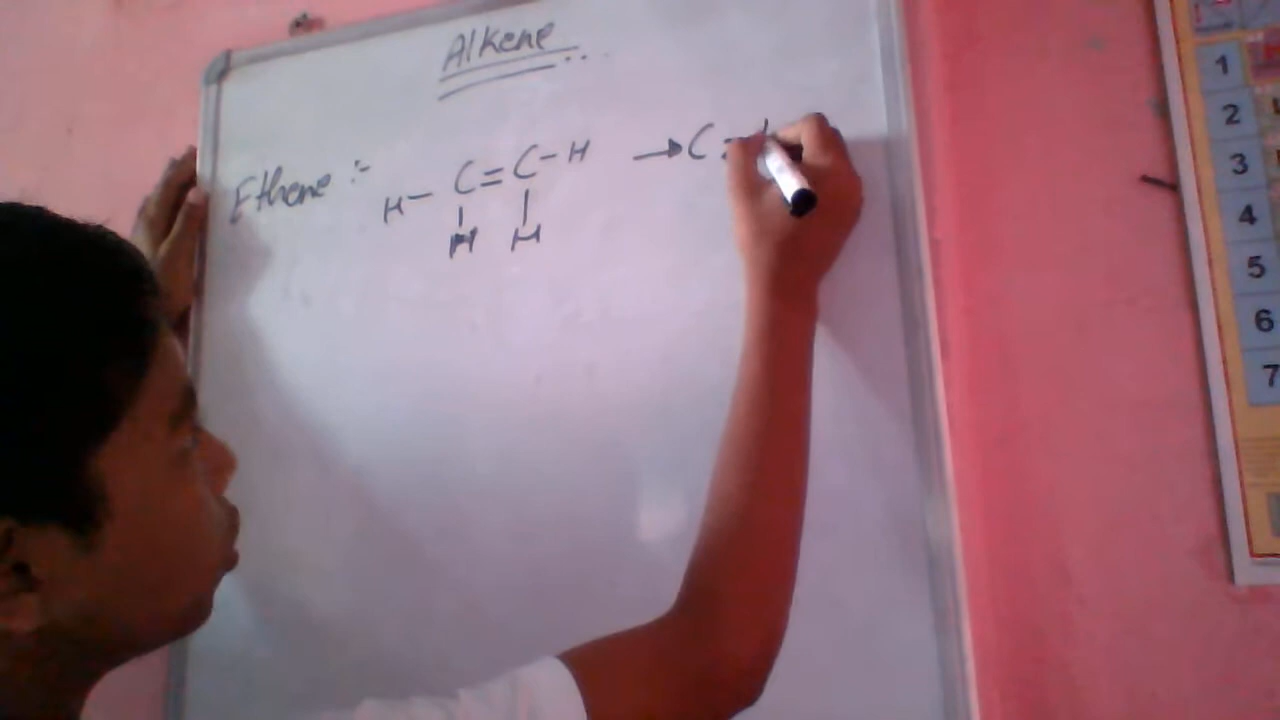 Alkene
Ethene :- H-C=C-H → C
H H
1
2
3
4
5
6
7